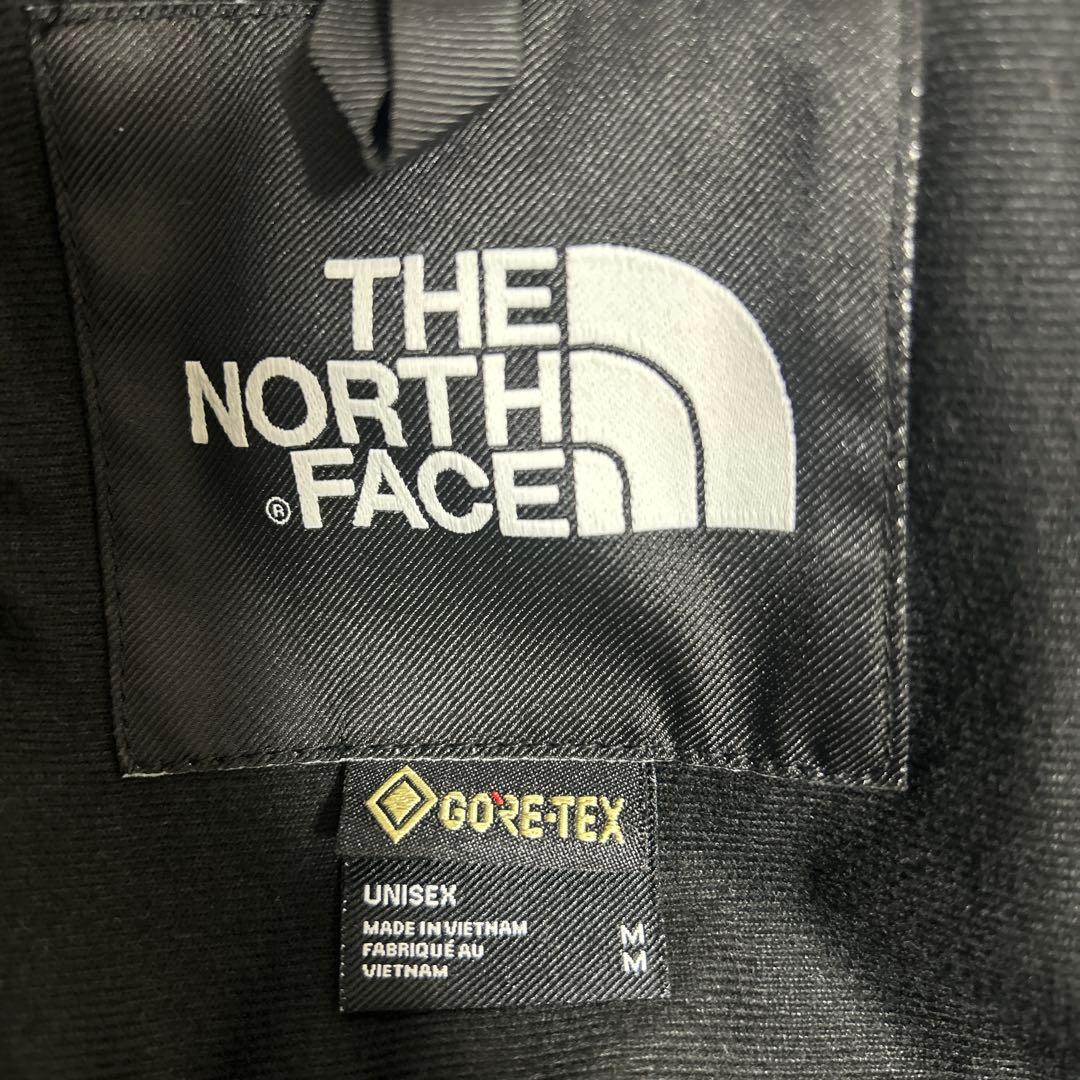 THE
NORTH
® FACE
GORE-TEX
UNISEX
MADE IN VIETNAM M
FABRIQUÉ AU M
VIETNAM